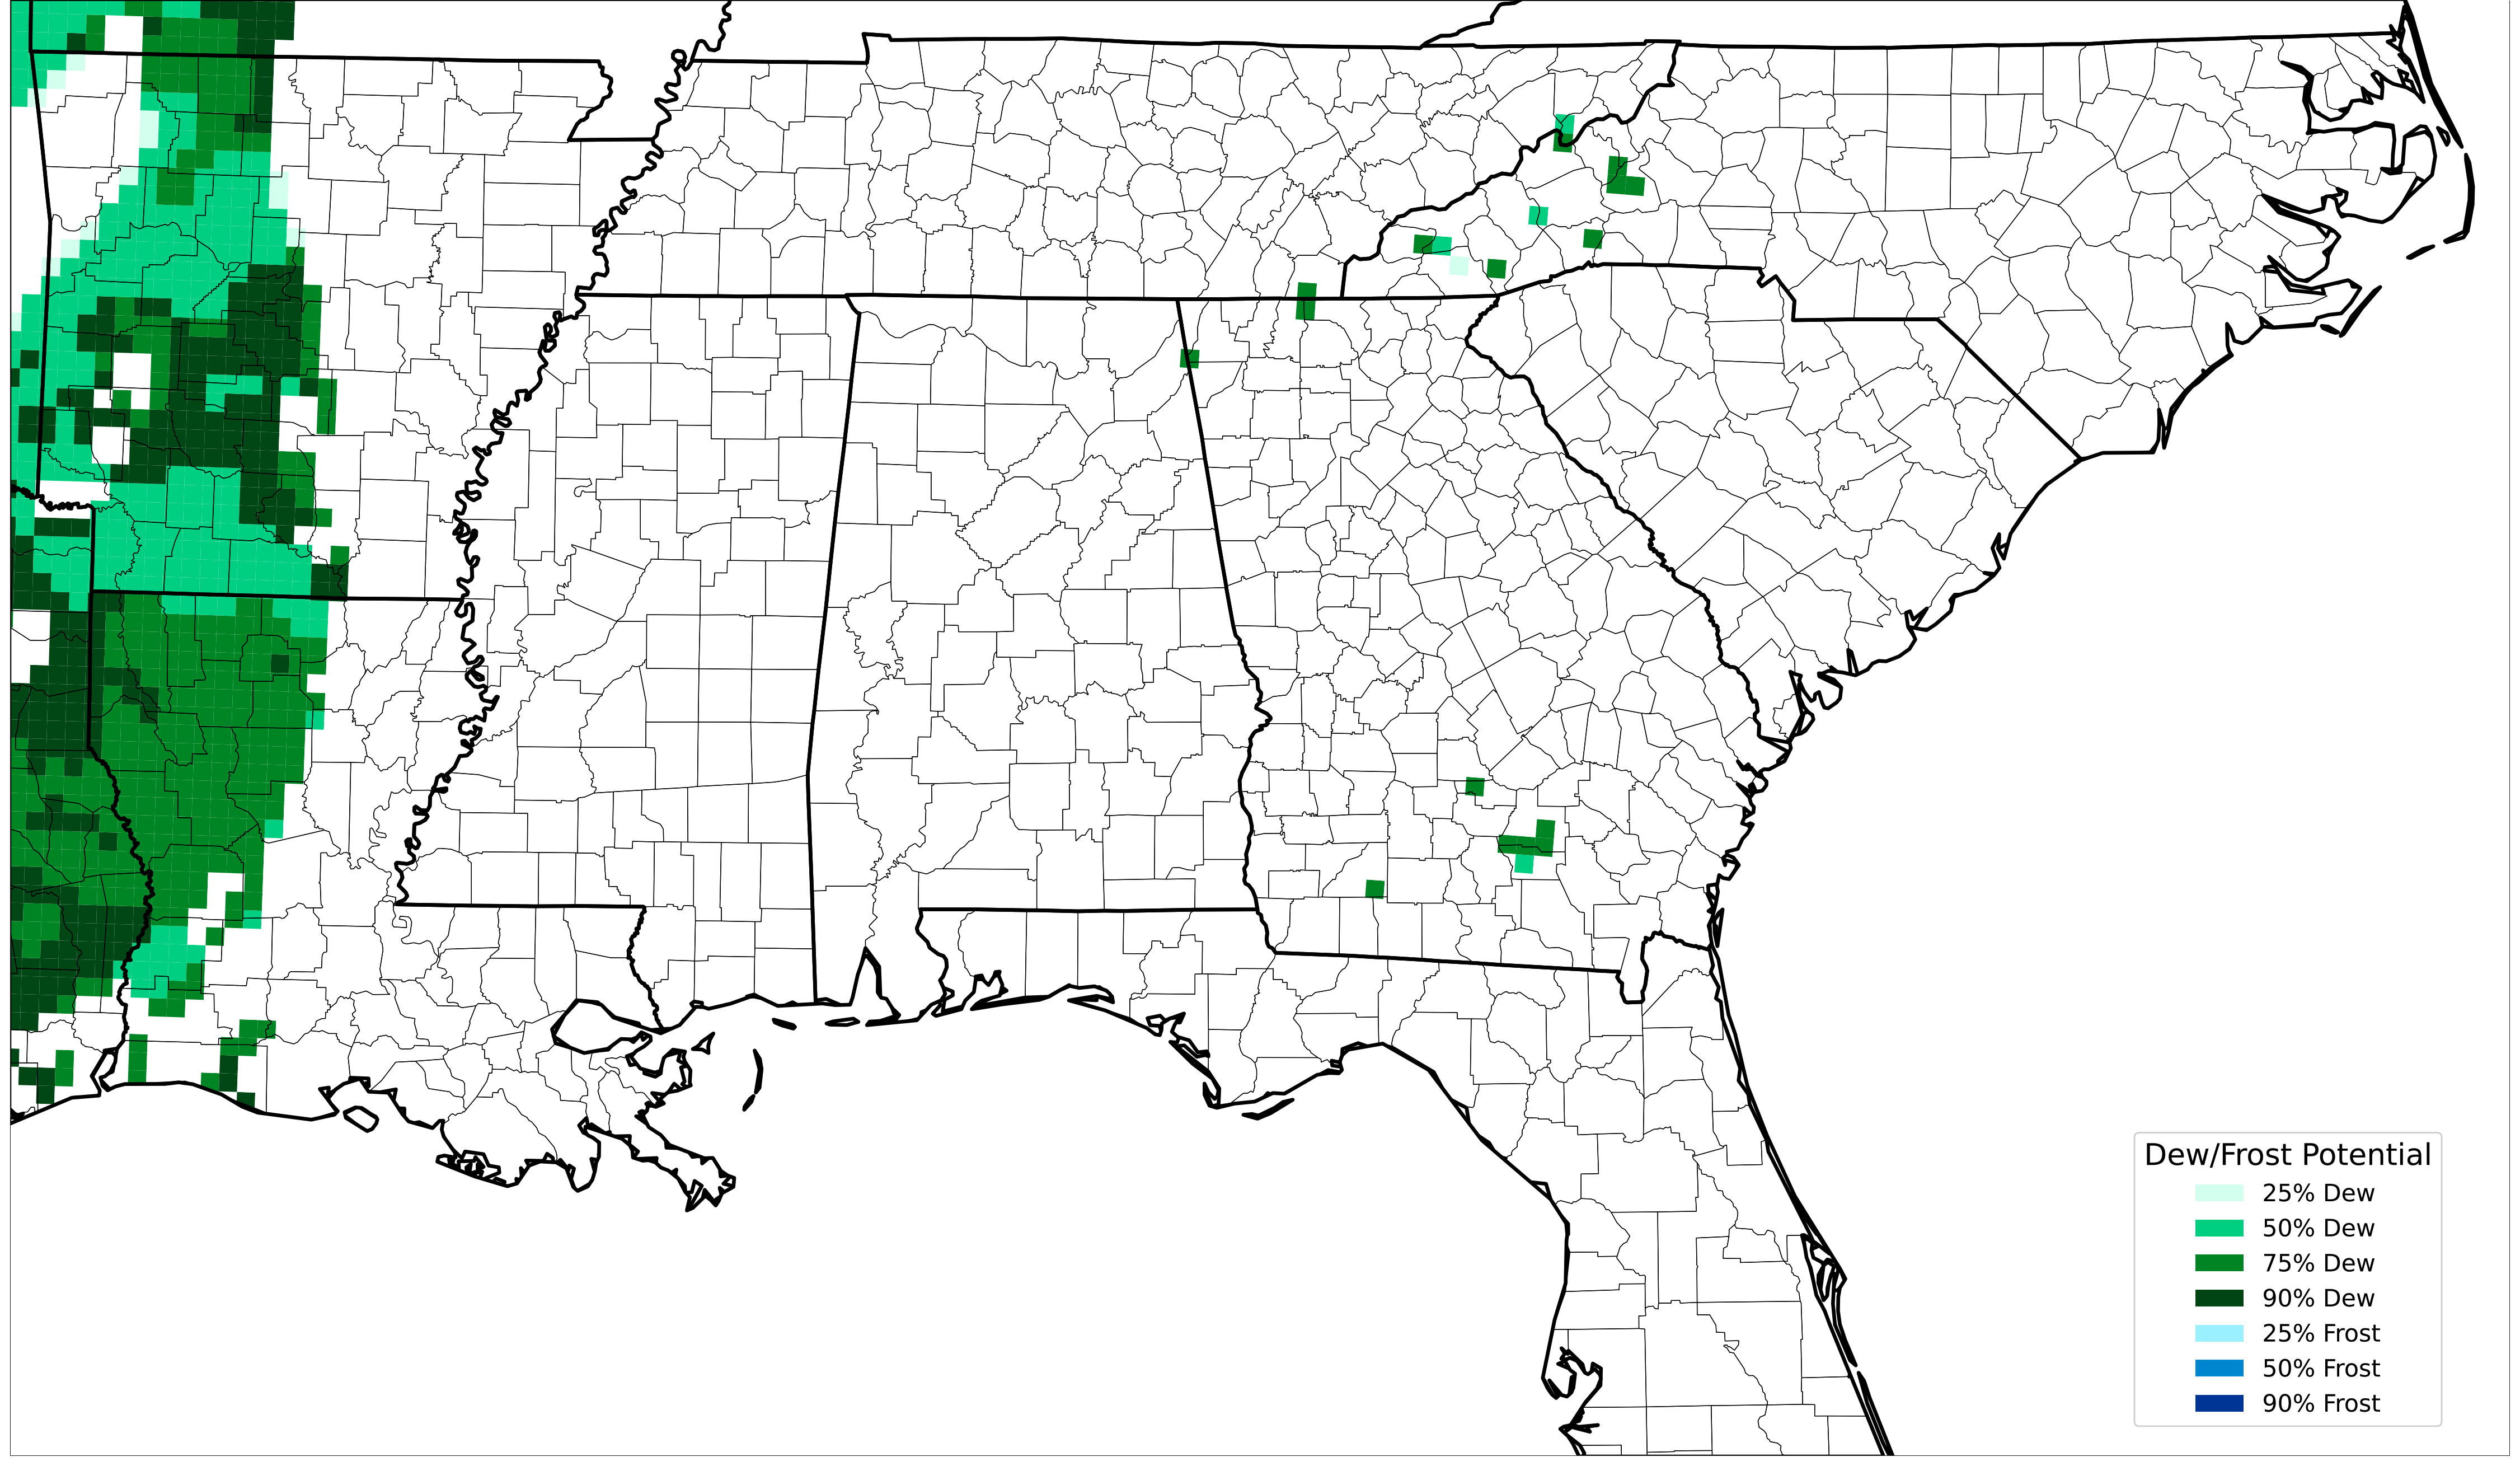 Dew/Frost Potential
25% Dew
50% Dew
75% Dew
90% Dew
25% Frost
50% Frost
90% Frost